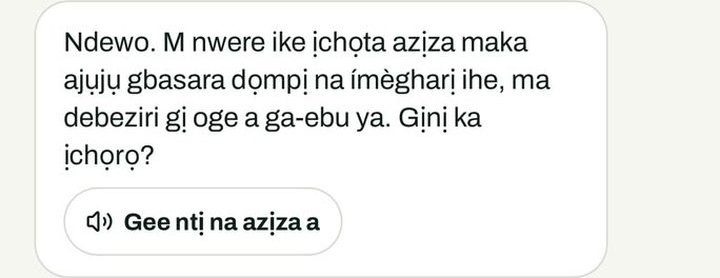 Ndewo. M nwere ike ịchọta azịza maka
ajụjụ gbasara dọmpị na ímègharị ihe, ma
debeziri gị oge a ga-ebu ya. Gịnị ka
ịchọrọ?
Gee ntị na azịza a